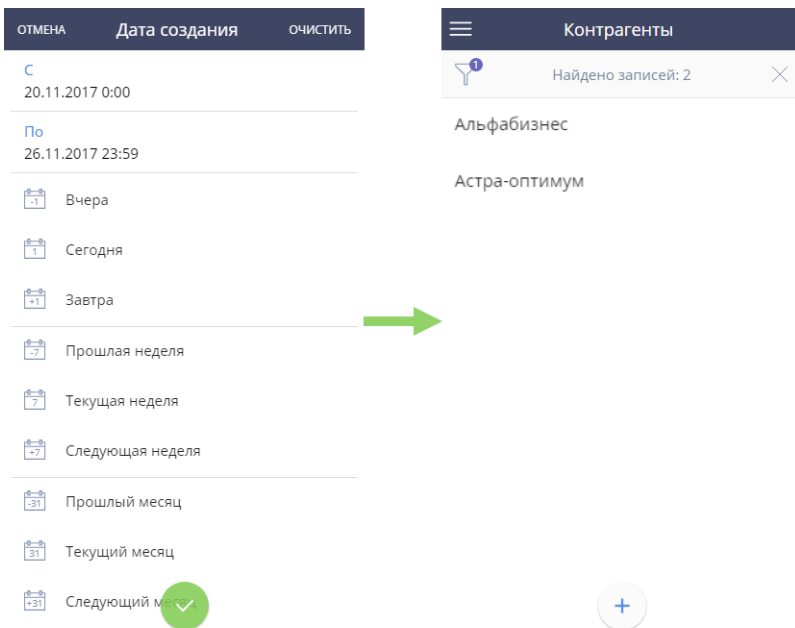 ОТМЕНА Дата создания ОЧИСТИТЬ
С
20.11.2017 0:00
По
26.11.2017 23:59
-1 Вчера
1 Сегодня
+1 Завтра
-7 Прошлая неделя
7 Текущая неделя
+7 Следующая неделя
-31 Прошлый месяц
31 Текущий месяц
+31 Следующий месяц
Контрагенты
1 Найдено записей: 2
Альфабизнес
Астра-оптимум
+